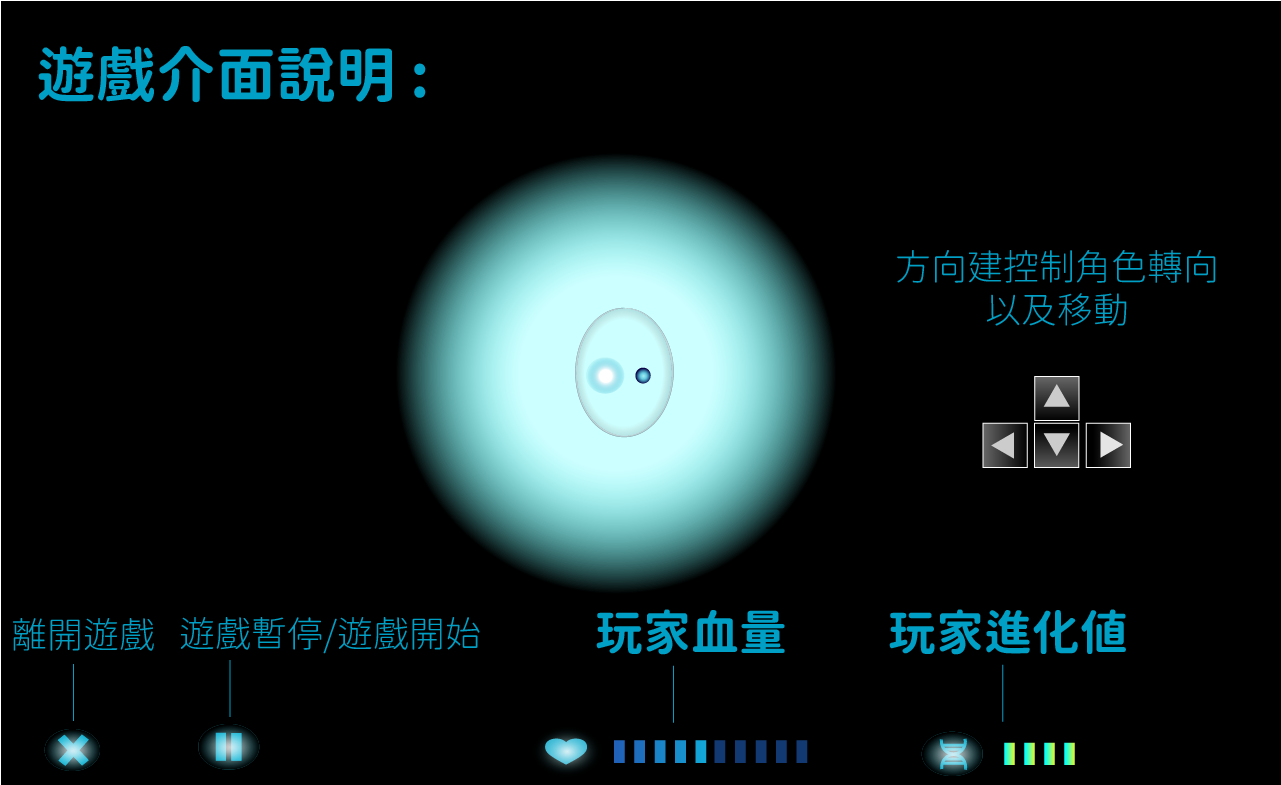 遊戲介面說明：
方向建控制角色轉向
以及移動
離開遊戲
遊戲暫停/遊戲開始
玩家血量
玩家進化值